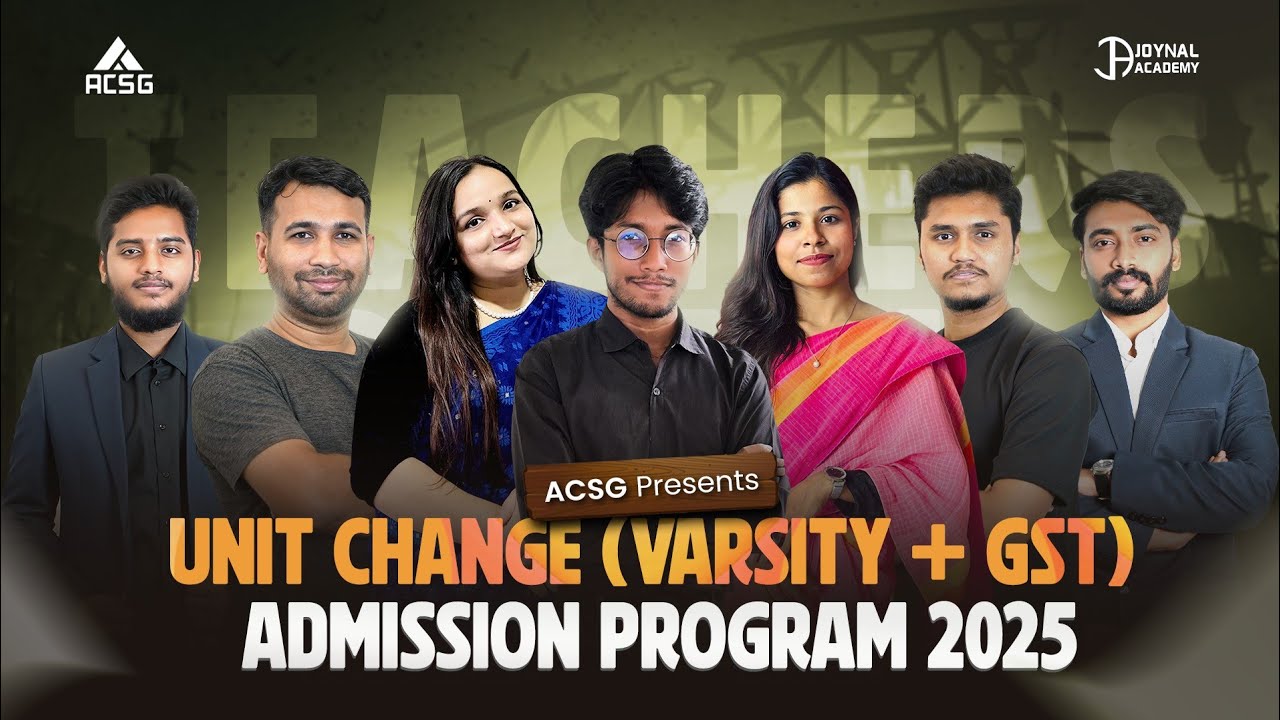 ACSG
JOYNAL
ACADEMY
TEACHERS
ACSG Presents
UNIT CHANGE (VARSITY + GST)
ADMISSION PROGRAM 2025